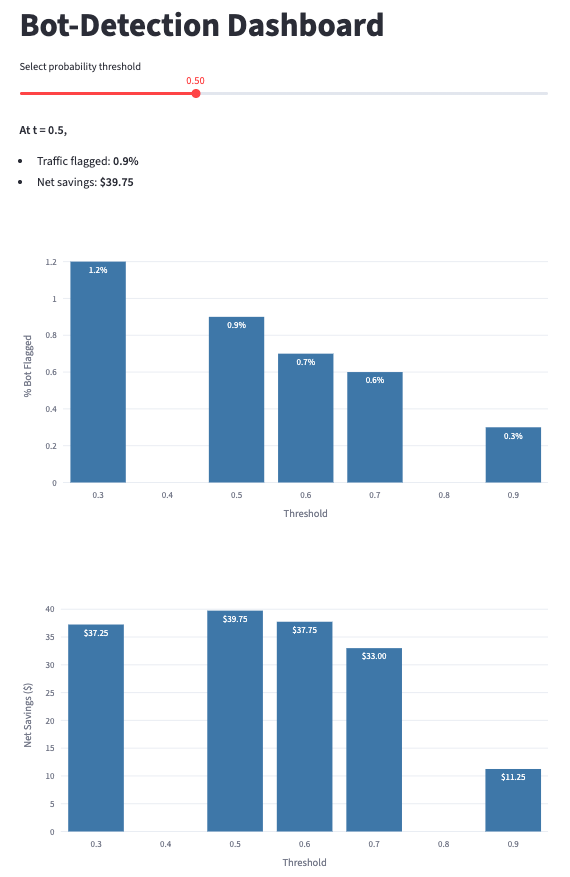 Bot-Detection Dashboard
Select probability threshold
0.50
At t = 0.5,
• Traffic flagged: 0.9%
• Net savings: $39.75
1.2
1
0.8
0.6
0.4
0.2
0
% Bot Flagged
1.2%
0.9%
0.7%
0.6%
0.3%
0.3 0.4 0.5 0.6 0.7 0.8 0.9
Threshold
40
35
30
25
20
15
10
5
0
Net Savings ($)
$37.25
$39.75
$37.75
$33.00
$11.25
0.3 0.4 0.5 0.6 0.7 0.8 0.9
Threshold